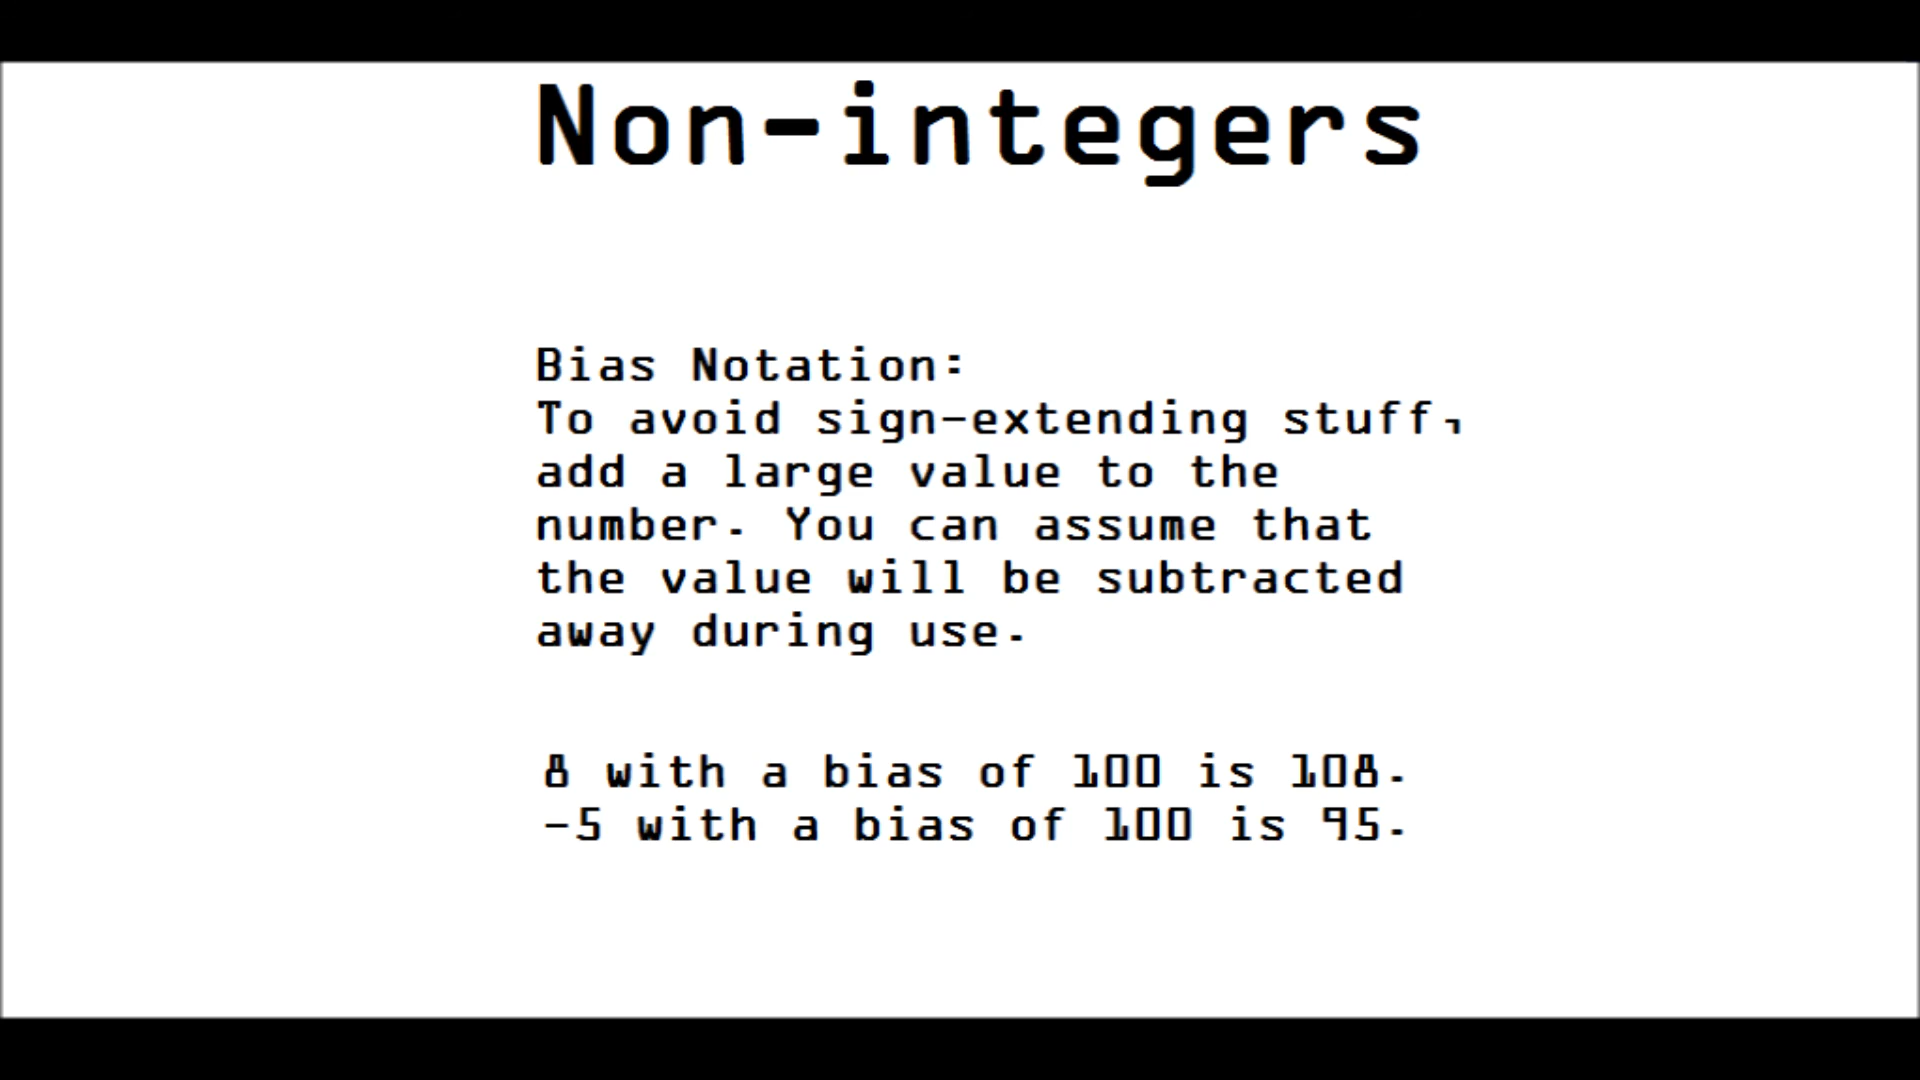 Non-integers
Bias Notation:
To avoid sign-extending stuff,
add a large value to the
number. You can assume that
the value will be subtracted
away during use.
8 with a bias of 100 is 108.
-5 with a bias of 100 is 95.